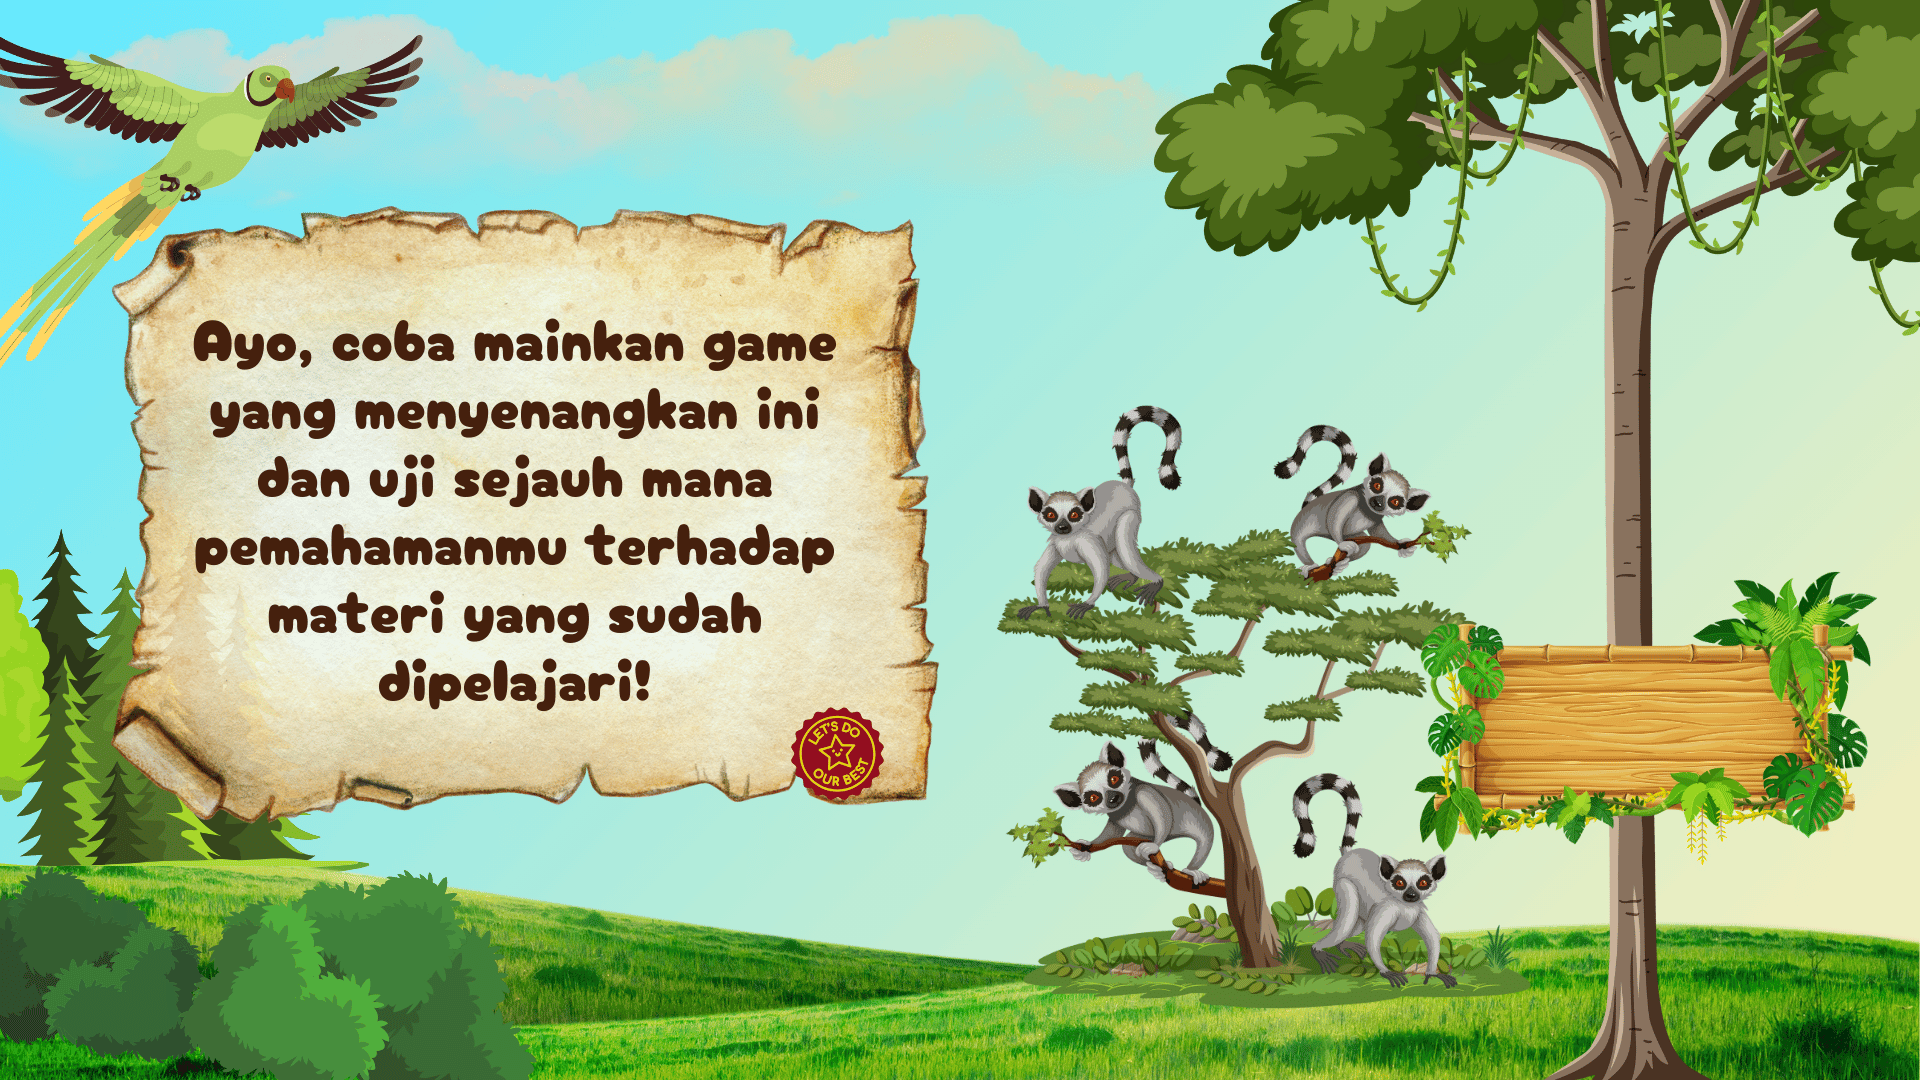 Ayo, coba mainkan game
yang menyenangkan ini
dan uji sejauh mana
pemahamanmu terhadap
materi yang sudah
dipelajari!
LET'S DO
OUR BEST